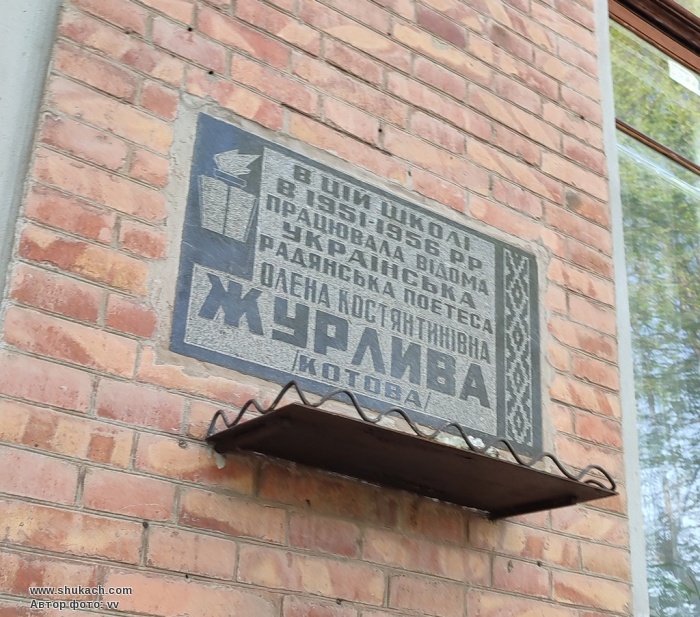 В ЦІЙ ШКОЛІ
В 1951-1956 РР
ПРАЦЮВАЛА ВІДОМА
УКРАЇНСЬКА
РАДЯНСЬКА ПОЕТЕСА
ОЛЕНА КОСТЯНТИНІВНА
ЖУРЛИВА
/КОТОВА/
www.shukach.com
Автор фото: vv